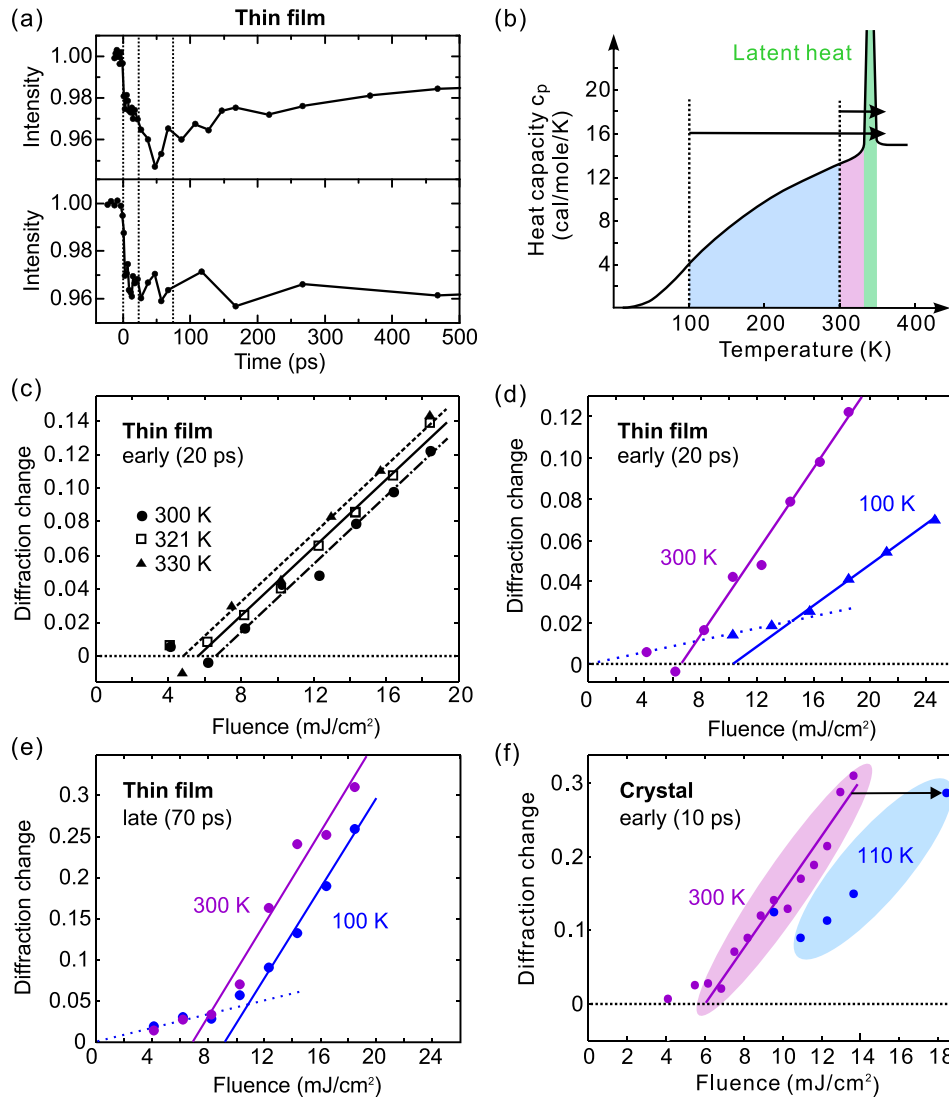 (a)
Thin film
1.00
0.98
0.96
Intensity
1.00
0.98
0.96
Intensity
0 100 200 300 400 500
Time (ps)
(b)
Latent heat
20
16
12
8
4
Heat capacity cp
(cal/mole/K)
100 200 300 400
Temperature (K)
(c)
Thin film
early (20 ps)
300 K
321 K
330 K
0.14
0.12
0.10
0.08
0.06
0.04
0.02
0
Diffraction change
0 4 8 12 16 20
Fluence (mJ/cm²)
(d)
Thin film
early (20 ps)
100 K
300 K
0.12
0.10
0.08
0.06
0.04
0.02
0
Diffraction change
0 4 8 12 16 20 24
Fluence (mJ/cm²)
(e)
Thin film
late (70 ps)
300 K
100 K
0.3
0.25
0.2
0.15
0.1
0.05
0
Diffraction change
0 4 8 12 16 20 24
Fluence (mJ/cm²)
(f)
Crystal
early (10 ps)
110 K
300 K
0.3
0.2
0.1
0
Diffraction change
0 2 4 6 8 10 12 14 16 18
Fluence (mJ/cm²)